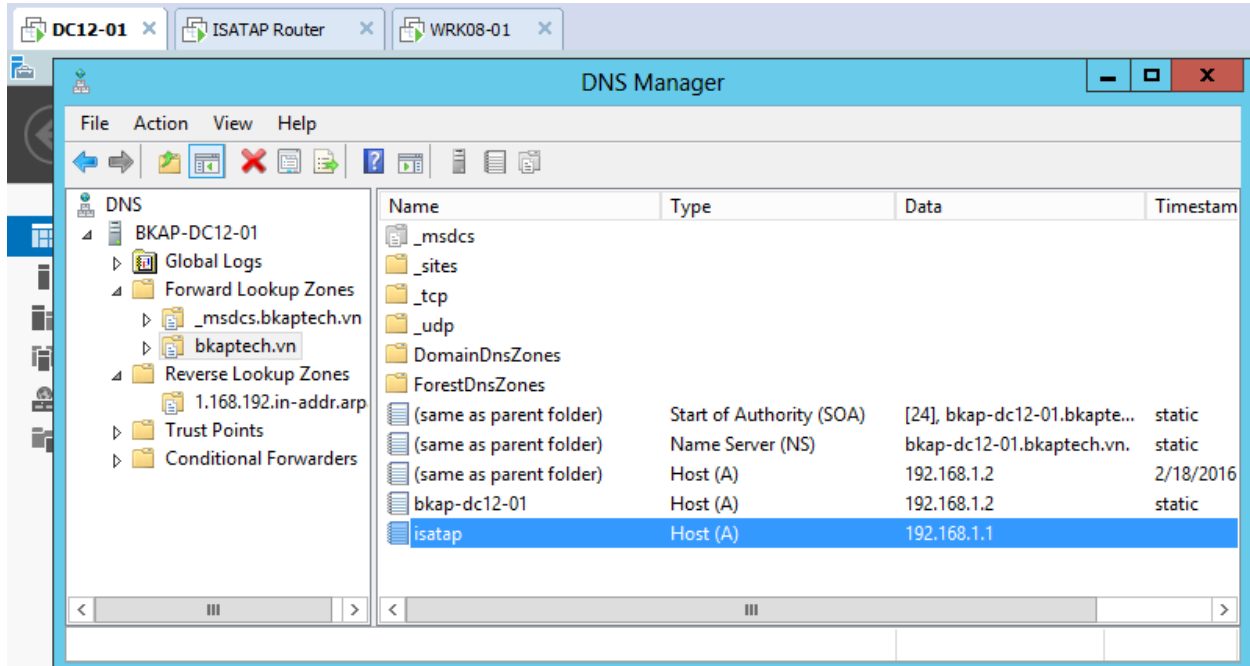 DC12-01 ISATAP Router WRK08-01
DNS Manager
File Action View Help
DNS
BKAP-DC12-01
Global Logs
Forward Lookup Zones
_msdcs.bkaptech.vn
bkaptech.vn
Reverse Lookup Zones
1.168.192.in-addr.arp
Trust Points
Conditional Forwarders
Name Type Data Timestam
_msdcs
_sites
_tcp
_udp
DomainDnsZones
ForestDnsZones
(same as parent folder) Start of Authority (SOA) [24], bkap-dc12-01.bkapte... static
(same as parent folder) Name Server (NS) bkap-dc12-01.bkaptech.vn. static
(same as parent folder) Host (A) 192.168.1.2 2/18/2016
bkap-dc12-01 Host (A) 192.168.1.2 static
isatap Host (A) 192.168.1.1